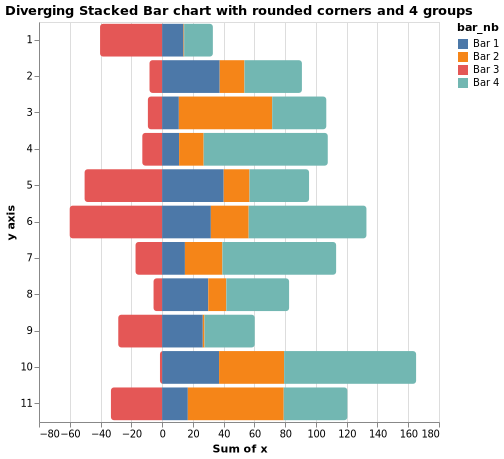 Diverging Stacked Bar chart with rounded corners and 4 groups
bar_nb
Bar 1
Bar 2
Bar 3
Bar 4
y axis
1
2
3
4
5
6
7
8
9
10
11
−80 −60 −40 −20 0 20 40 60 80 100 120 140 160 180
Sum of x